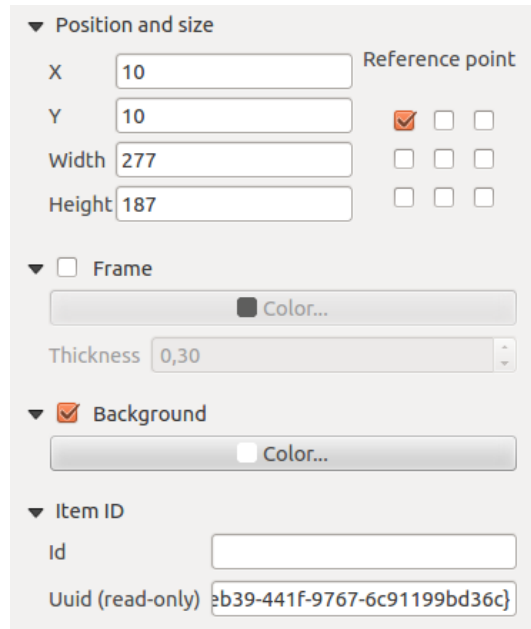 Position and size
X 10 Reference point
Y 10
Width 277
Height 187
Frame
Color...
Thickness 0,30
Background
Color...
Item ID
Id
Uuid (read-only) eb39-441f-9767-6c91199bd36c}